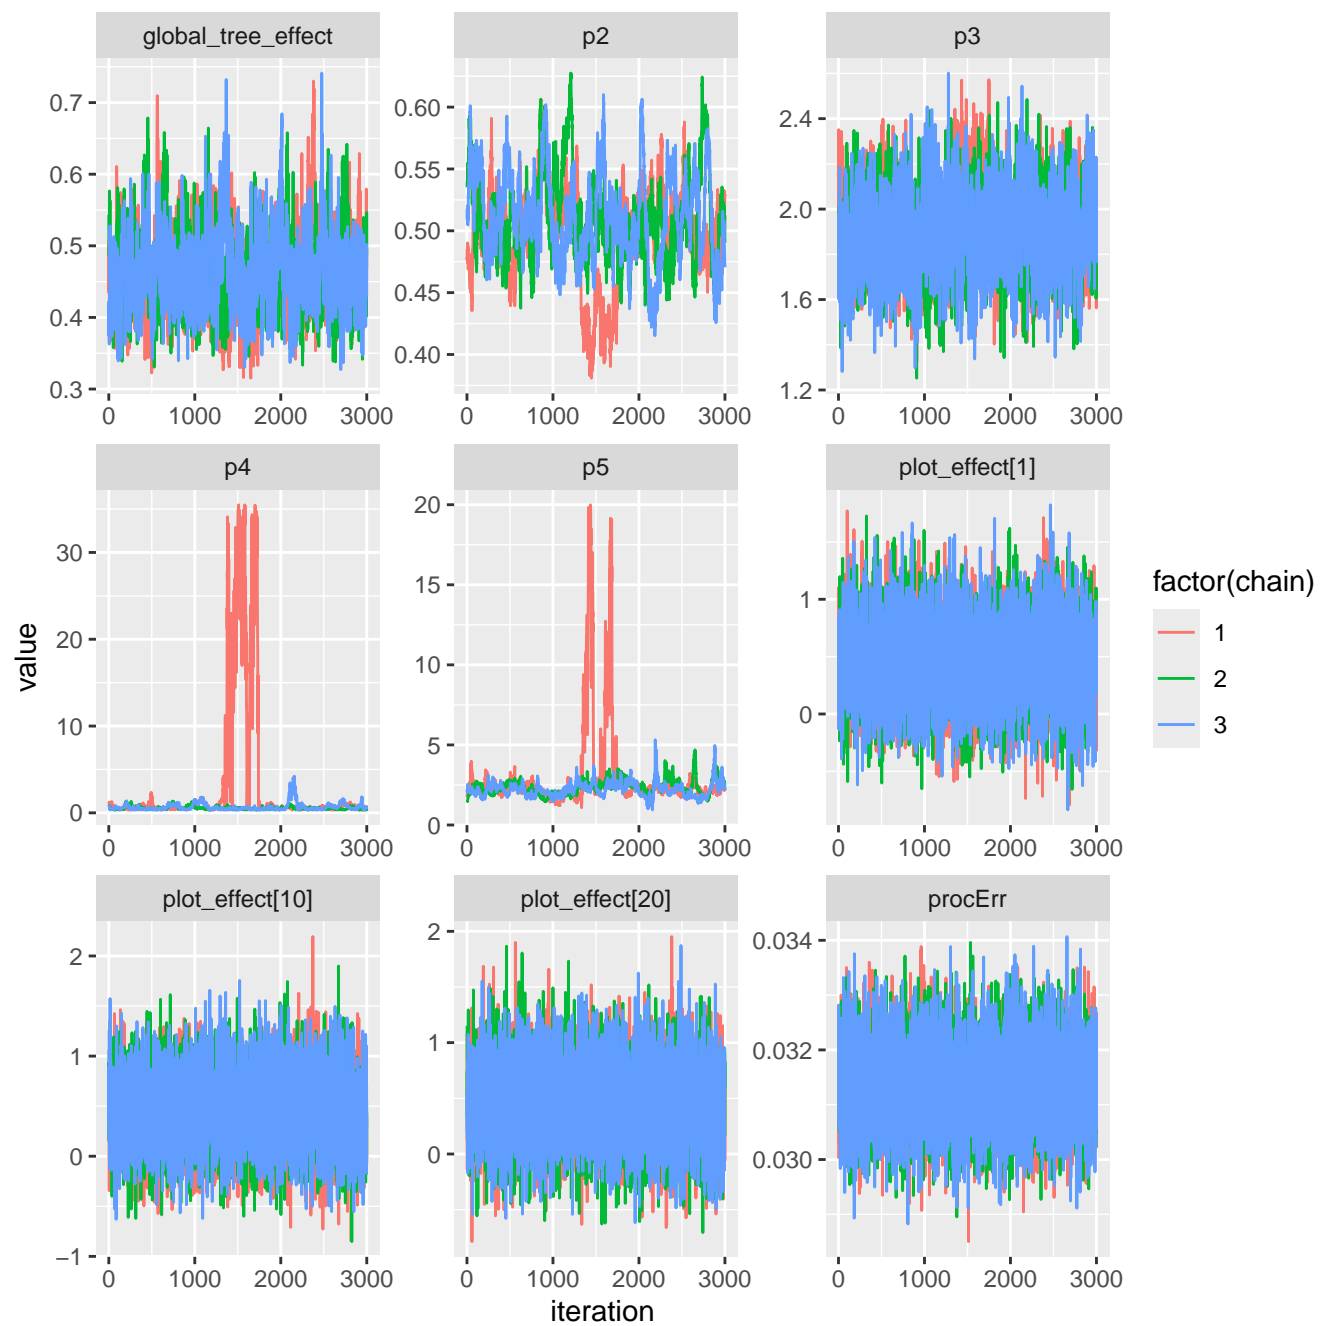 global_tree_effect
p2
p3
0.7
0.6
0.5
0.4
0.3
0 1000 2000 3000
0.60
0.55
0.50
0.45
0.40
0 1000 2000 3000
2.4
2.0
1.6
1.2
0 1000 2000 3000
p4
p5
plot_effect[1]
30
20
10
0
0 1000 2000 3000
20
15
10
5
0
0 1000 2000 3000
1
0
0 1000 2000 3000
plot_effect[10]
plot_effect[20]
procErr
2
1
0
−1
0 1000 2000 3000
2
1
0
0 1000 2000 3000
0.034
0.032
0.030
0 1000 2000 3000
value
iteration
factor(chain)
1
2
3